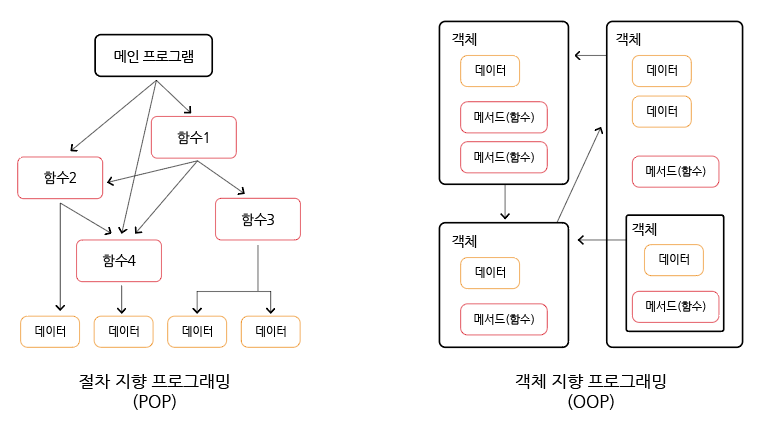 메인 프로그램
함수1
함수2
함수3
함수4
데이터
데이터
데이터
데이터
절차 지향 프로그래밍
(POP)
객체
데이터
메서드(함수)
메서드(함수)
객체
데이터
메서드(함수)
객체
데이터
데이터
메서드(함수)
객체
데이터
메서드(함수)
객체 지향 프로그래밍
(OOP)